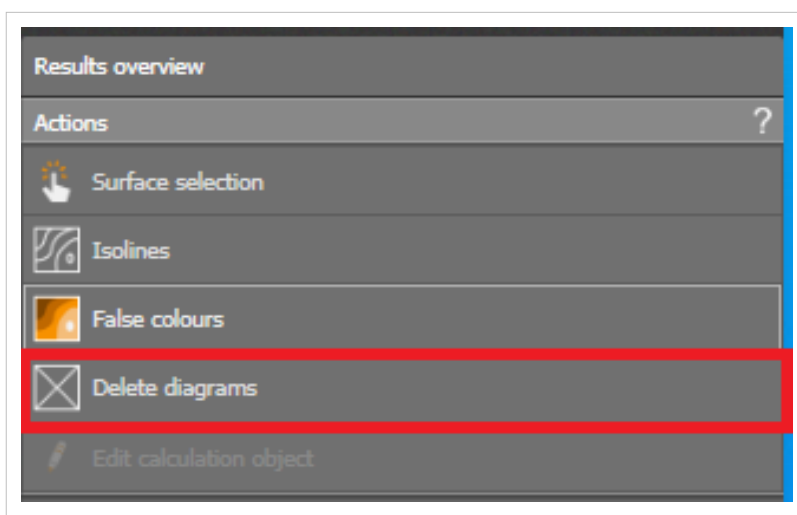 Results overview
Actions ?
Surface selection
Isolines
False colours
Delete diagrams
Edit calculation object